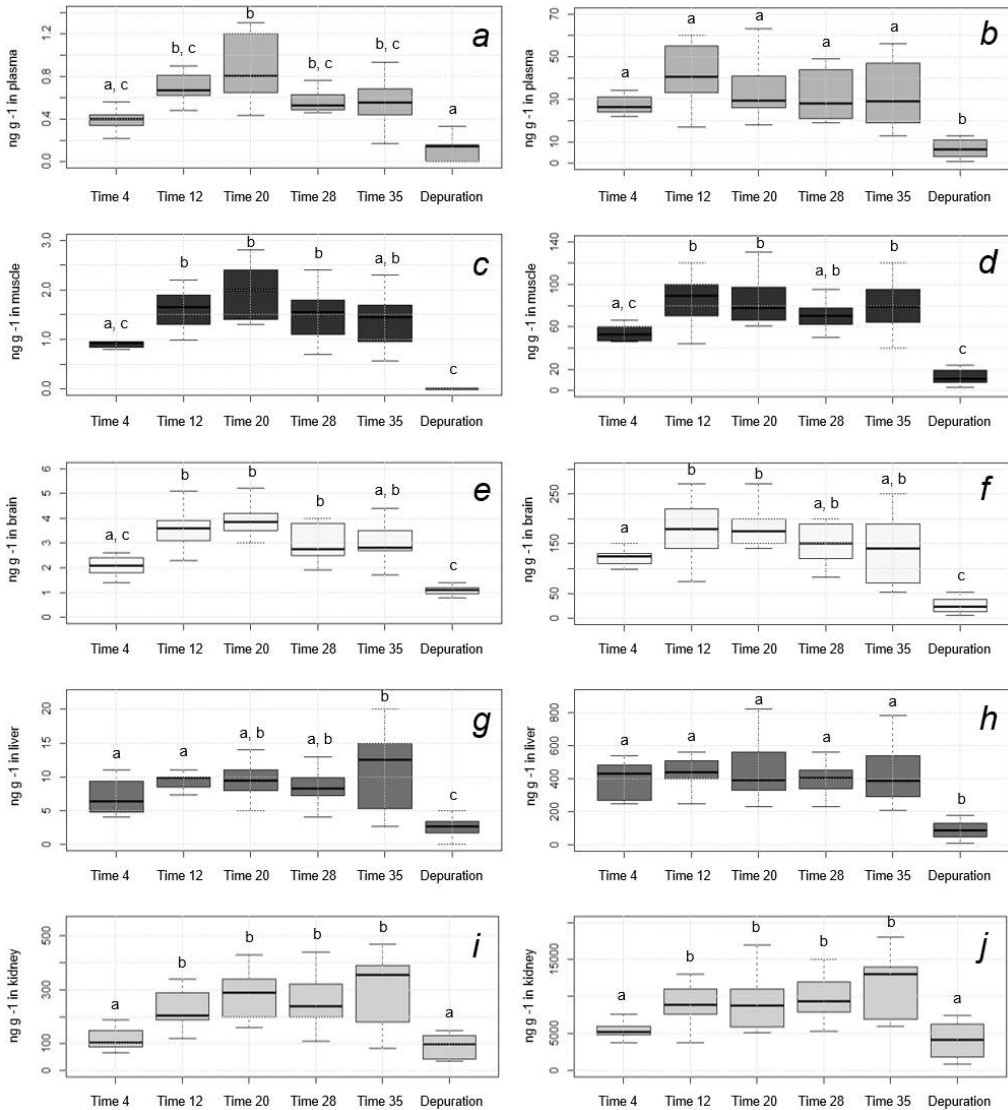 a
b
a, c b, c b b, c b, c a
a a a a a b
ng g -1 in plasma
ng g -1 in plasma
0.0 0.4 0.8 1.2
0 10 30 50 70
Time 4 Time 12 Time 20 Time 28 Time 35 Depuration
Time 4 Time 12 Time 20 Time 28 Time 35 Depuration
c
d
a, c b b b a, b c
a, c b b a, b b c
ng g -1 in muscle
ng g -1 in muscle
0.0 1.0 2.0 3.0
0 20 60 100 140
Time 4 Time 12 Time 20 Time 28 Time 35 Depuration
Time 4 Time 12 Time 20 Time 28 Time 35 Depuration
e
f
a, c b b b a, b c
a b b a, b a, b c
ng g -1 in brain
ng g -1 in brain
0 1 2 3 4 5 6
0 50 150 250
Time 4 Time 12 Time 20 Time 28 Time 35 Depuration
Time 4 Time 12 Time 20 Time 28 Time 35 Depuration
g
h
a a a, b a, b b c
a a a a a b
ng g -1 in liver
ng g -1 in liver
0 5 10 15 20
0 200 400 600 800
Time 4 Time 12 Time 20 Time 28 Time 35 Depuration
Time 4 Time 12 Time 20 Time 28 Time 35 Depuration
i
j
a b b b b a
a b b b b a
ng g -1 in kidney
ng g -1 in kidney
0 100 300 500
0 5000 15000
Time 4 Time 12 Time 20 Time 28 Time 35 Depuration
Time 4 Time 12 Time 20 Time 28 Time 35 Depuration